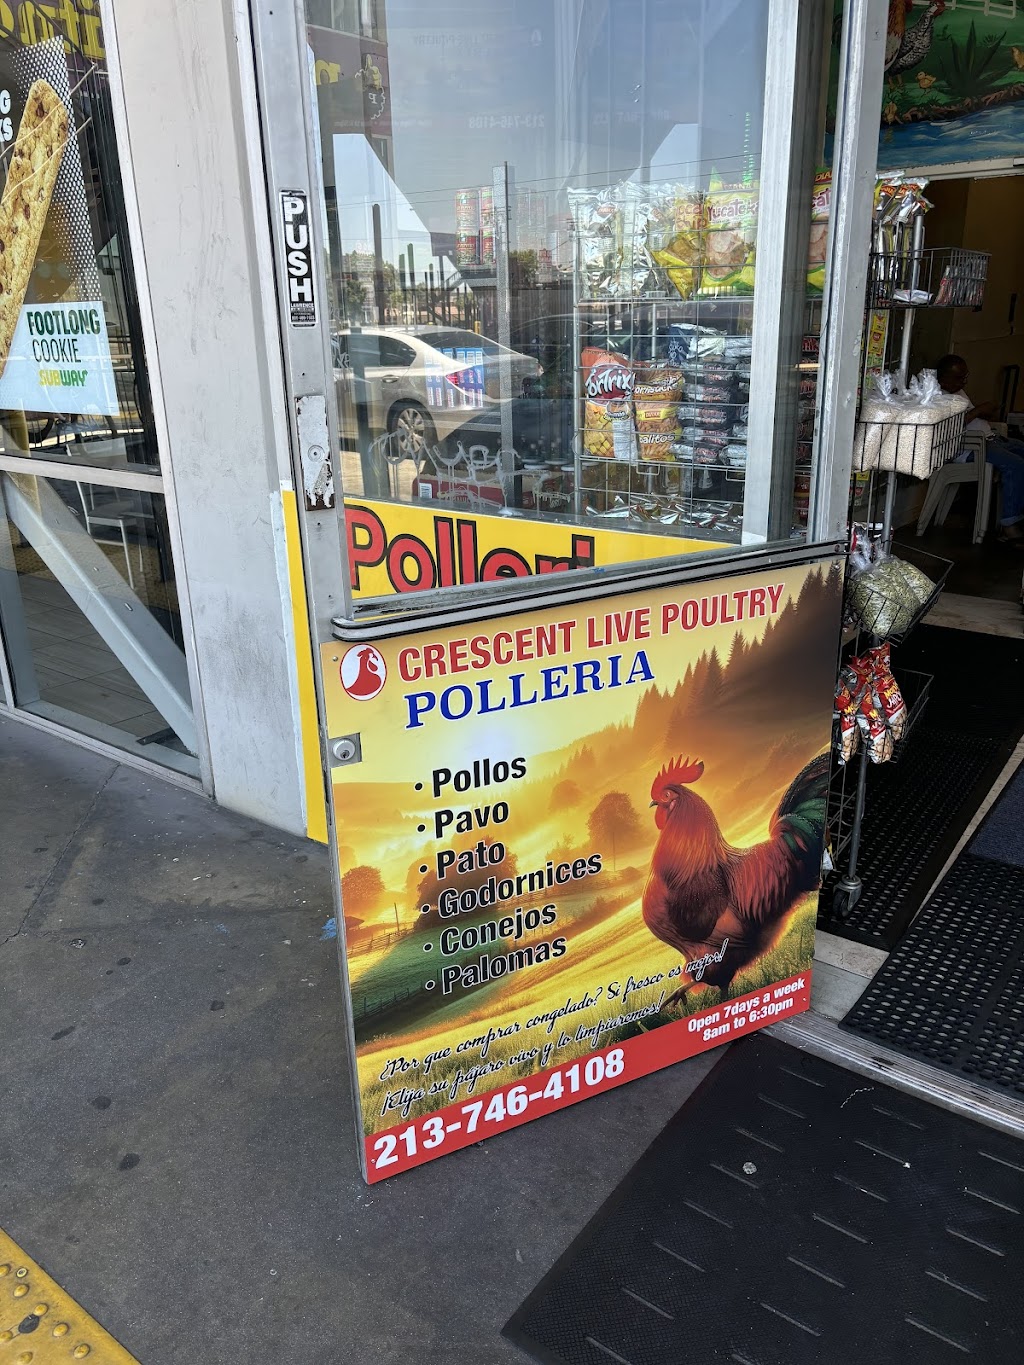 FOOTLONG
COOKIE
SUBWAY
PUSH
TorTrix
Polleri
CRESCENT LIVE POULTRY
POLLERIA
• Pollos
• Pavo
• Pato
• Godornices
• Conejos
• Palomas
¿Por que comprar congelado? Si fresco es mejor!
¡Elija su pájaro vivo y lo limpiaremos!
Open 7days a week
8am to 6:30pm
213-746-4108